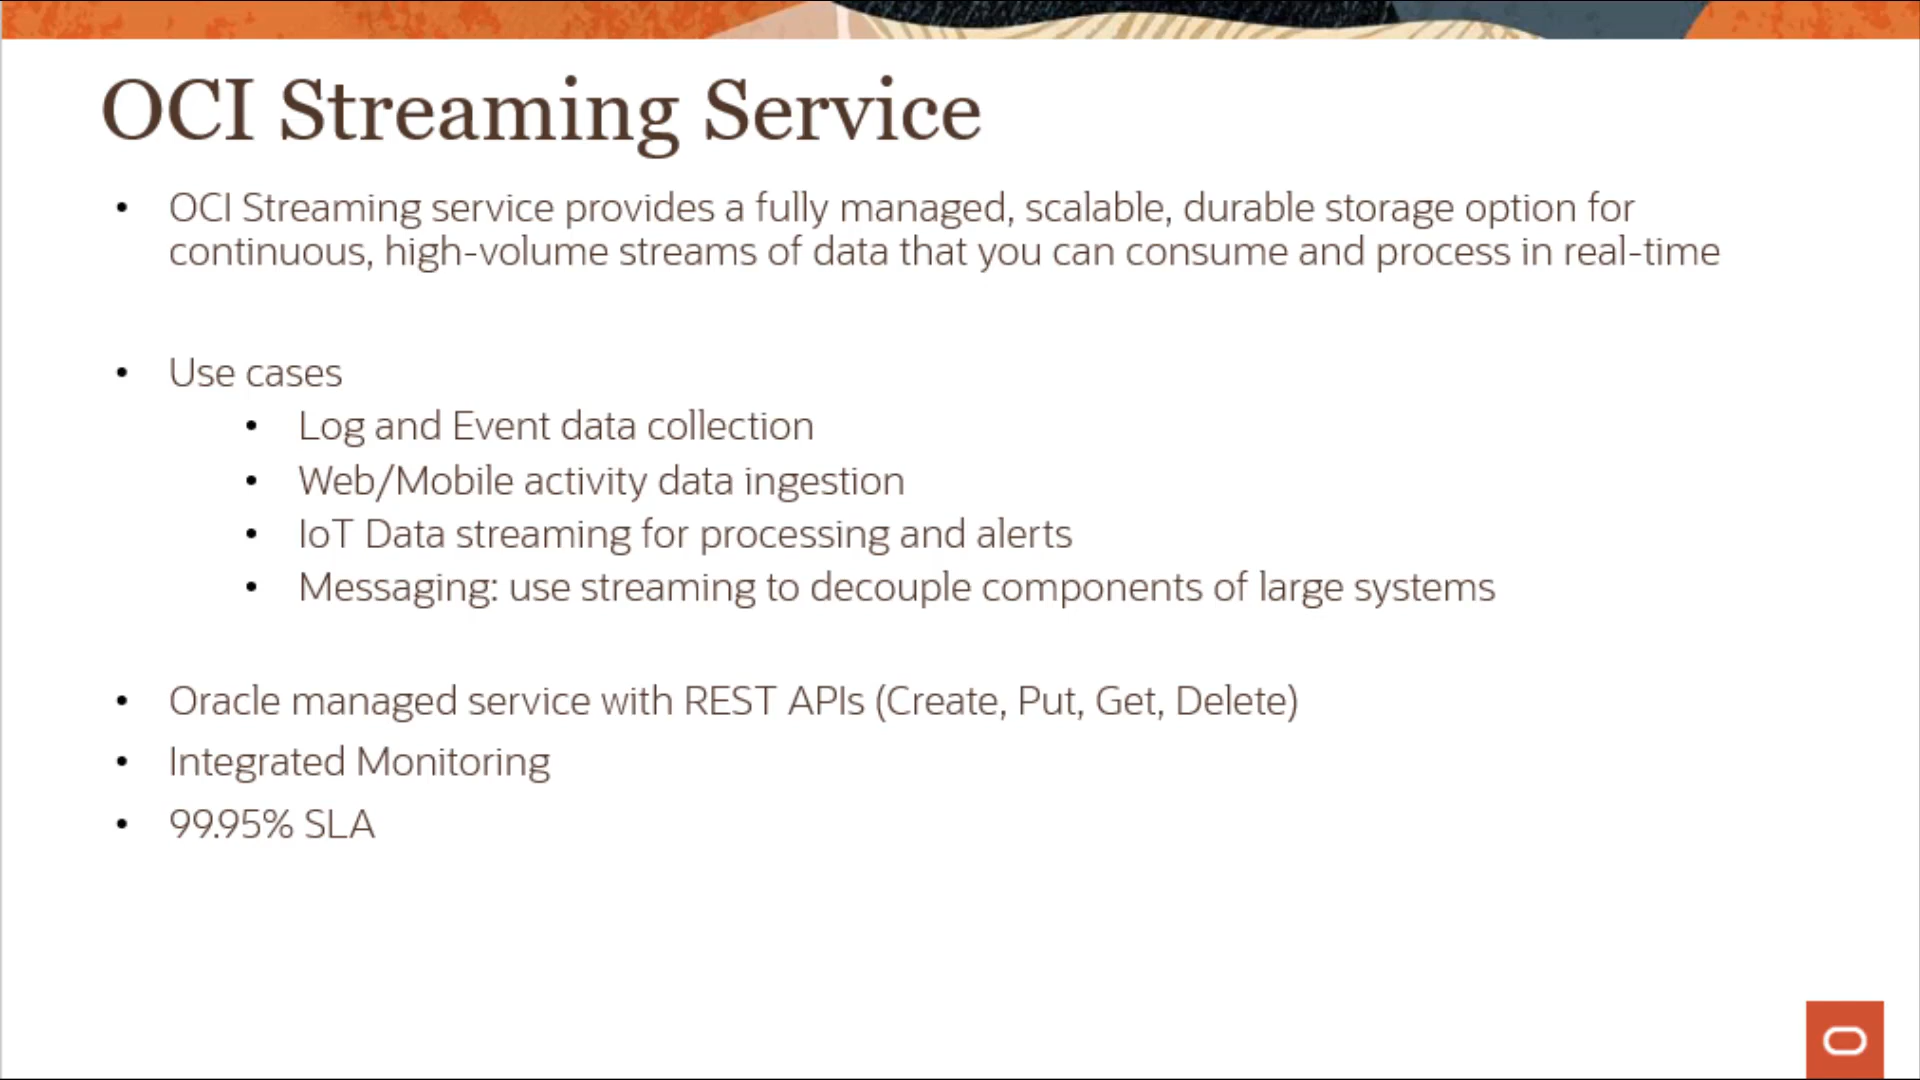 OCI Streaming Service
• OCI Streaming service provides a fully managed, scalable, durable storage option for
continuous, high-volume streams of data that you can consume and process in real-time
• Use cases
• Log and Event data collection
• Web/Mobile activity data ingestion
• IoT Data streaming for processing and alerts
• Messaging: use streaming to decouple components of large systems
• Oracle managed service with REST APIs (Create, Put, Get, Delete)
• Integrated Monitoring
• 99.95% SLA